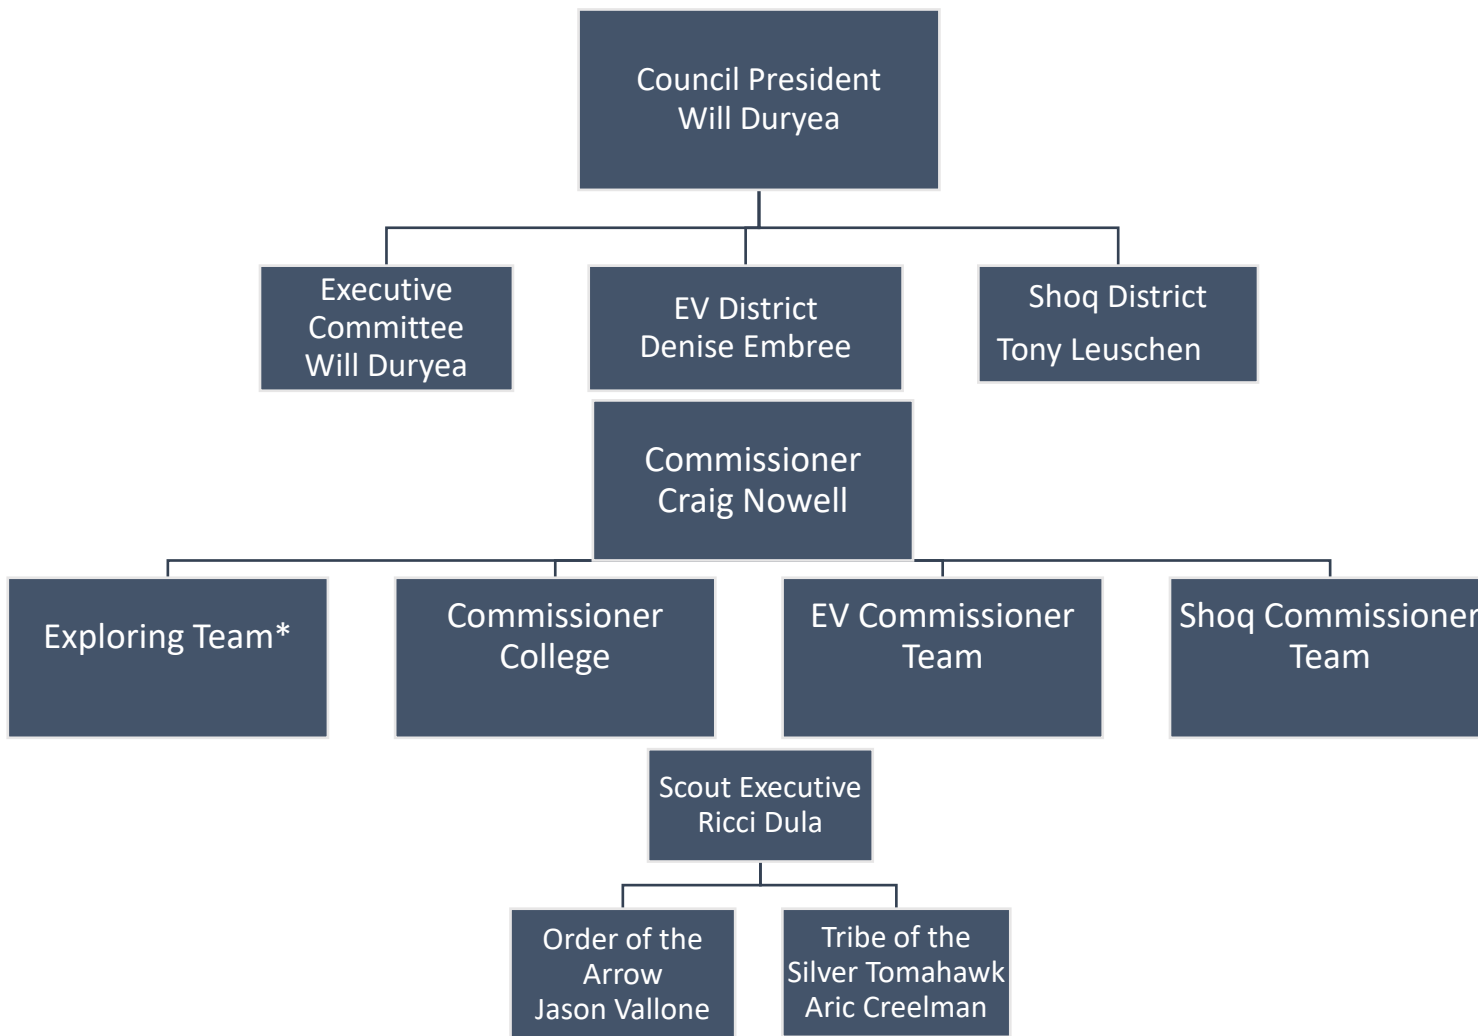 Council President
Will Duryea
Executive
Committee
Will Duryea
EV District
Denise Embree
Shoq District
Tony Leuschen
Commissioner
Craig Nowell
Exploring Team*
Commissioner
College
EV Commissioner
Team
Shoq Commissioner
Team
Scout Executive
Ricci Dula
Order of the
Arrow
Jason Vallone
Tribe of the
Silver Tomahawk
Aric Creelman